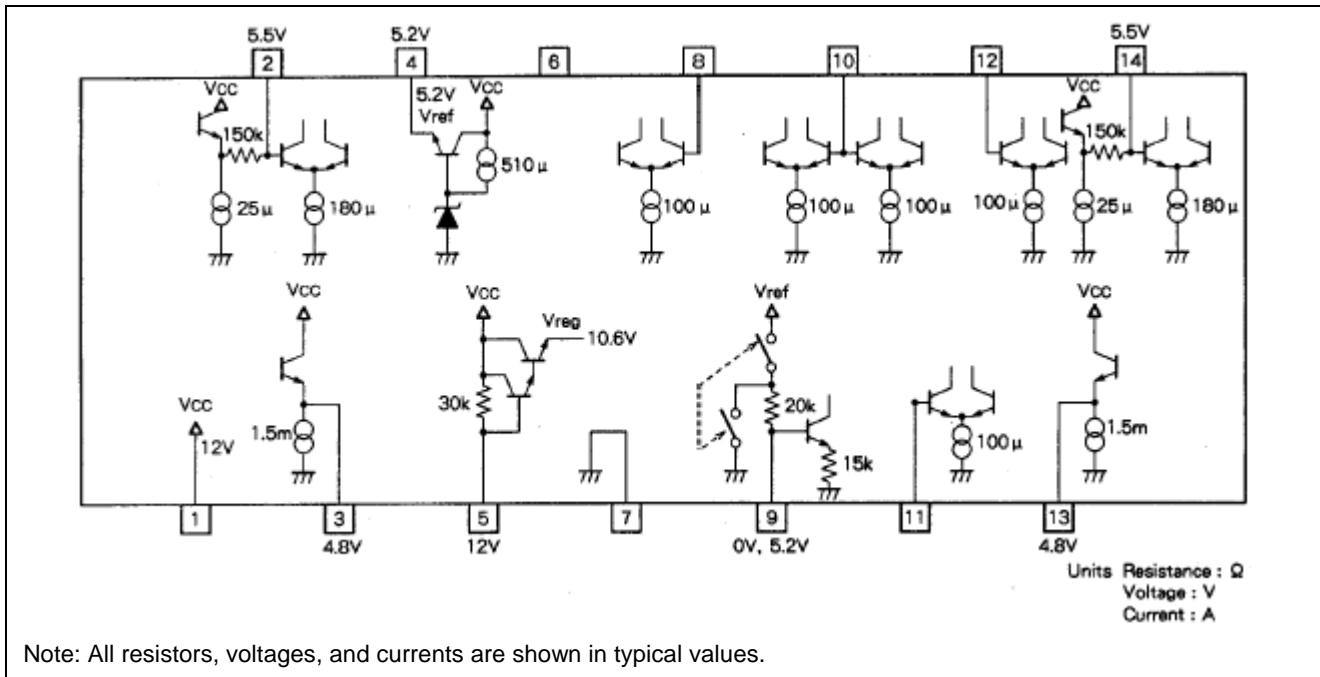 5.5V 5.2V 5.5V
2 4 6 8 10 12 14
VCC 5.2V VCC VCC
Vref
150k 510μ 150k
25μ 180μ 100μ 100μ 100μ 100μ 25μ 180μ
VCC VCC Vref VCC
Vreg
10.6V
VCC 30k 20k
12V 1.5m 100μ 1.5m
15k
1 3 5 7 9 11 13
4.8V 12V 0V, 5.2V 4.8V
Units Resistance : Ω
Voltage : V
Current : A
Note: All resistors, voltages, and currents are shown in typical values.